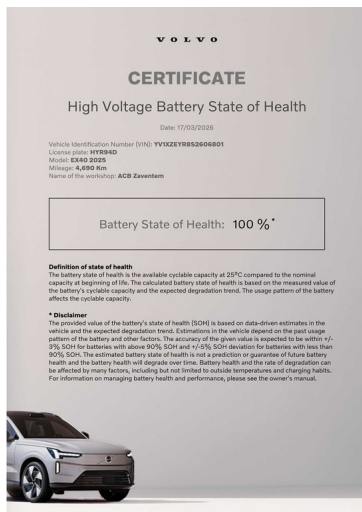 VOLVO
CERTIFICATE
High Voltage Battery State of Health
Date: 17/03/2026
Vehicle Identification Number (VIN): YV1XZEYR8S2606801
License plate: HYR94D
Model: EX40 2025
Mileage: 4,690 Km
Name of the workshop: ACB Zaventem
Battery State of Health: 100 %*
Definition of state of health
The battery state of health is the available cyclable capacity at 25°C compared to the nominal
capacity at beginning of life. The calculated battery state of health is based on the measured value of
the battery's cyclable capacity and the expected degradation trend. The usage pattern of the battery
affects the cyclable capacity.
* Disclaimer
The provided value of the battery's state of health (SOH) is based on data-driven estimates in the
vehicle and the expected degradation trend. Estimations in the vehicle depend on the past usage
pattern of the battery and other factors. The accuracy of the given value is expected to be within +/-
3% SOH for batteries with above 90% SOH and +/-5% SOH deviation for batteries with less than
90% SOH. The estimated battery state of health is not a prediction or guarantee of future battery
health and the battery health will degrade over time. Battery health and the rate of degradation can
be affected by many factors, including but not limited to outside temperatures and charging habits.
For information on managing battery health and performance, please see the owner's manual.